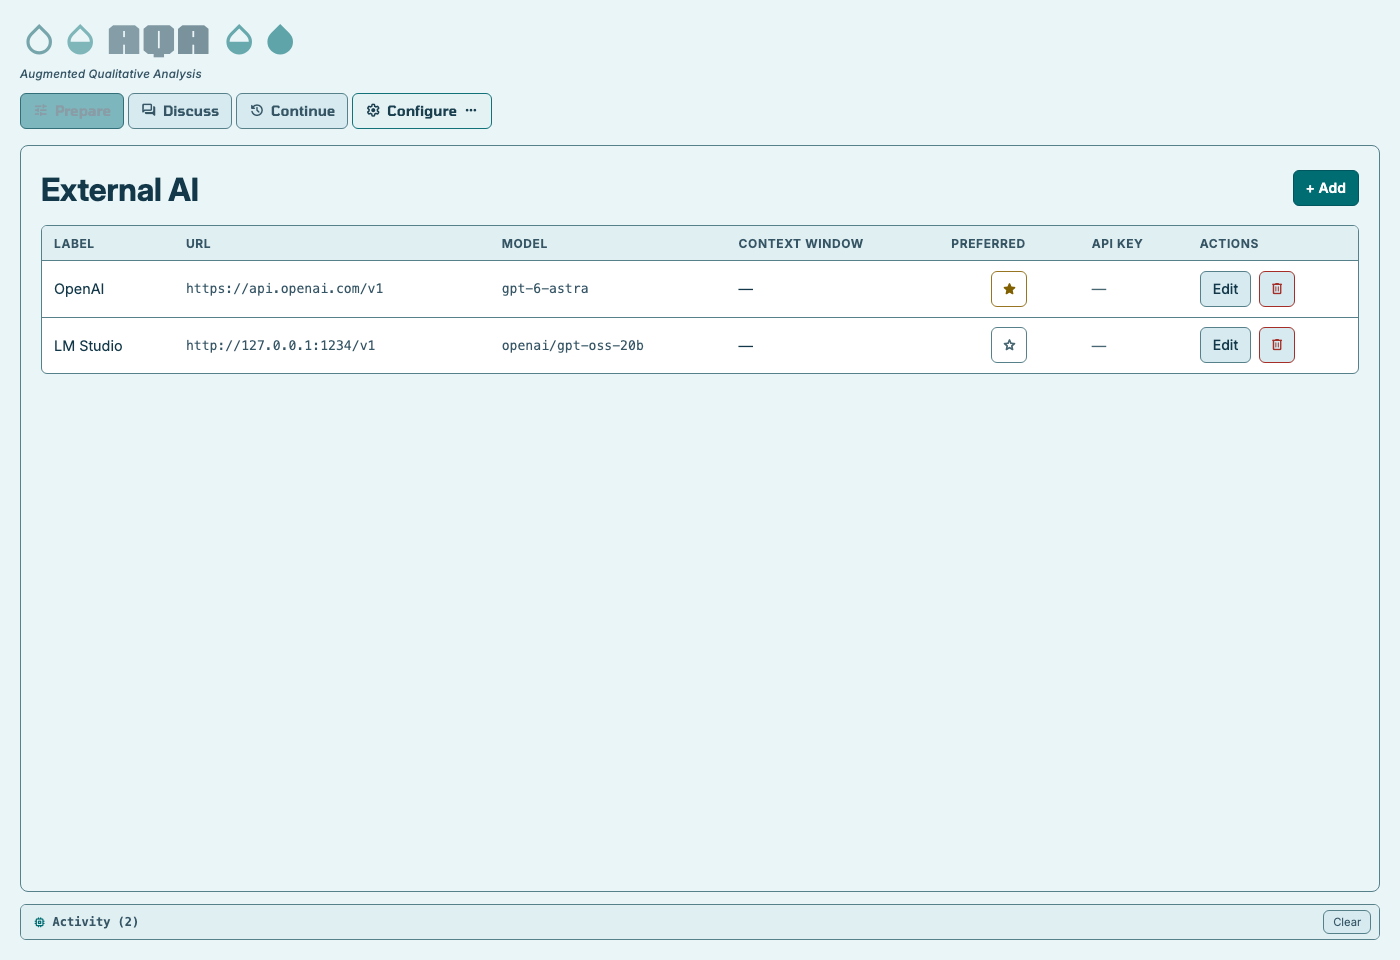 AQA
Augmented Qualitative Analysis
Prepare Discuss Continue Configure ···
External AI + Add
LABEL URL MODEL CONTEXT WINDOW PREFERRED API KEY ACTIONS
OpenAI https://api.openai.com/v1 gpt-6-astra — — Edit
LM Studio http://127.0.0.1:1234/v1 openai/gpt-oss-20b — — Edit
Activity (2) Clear